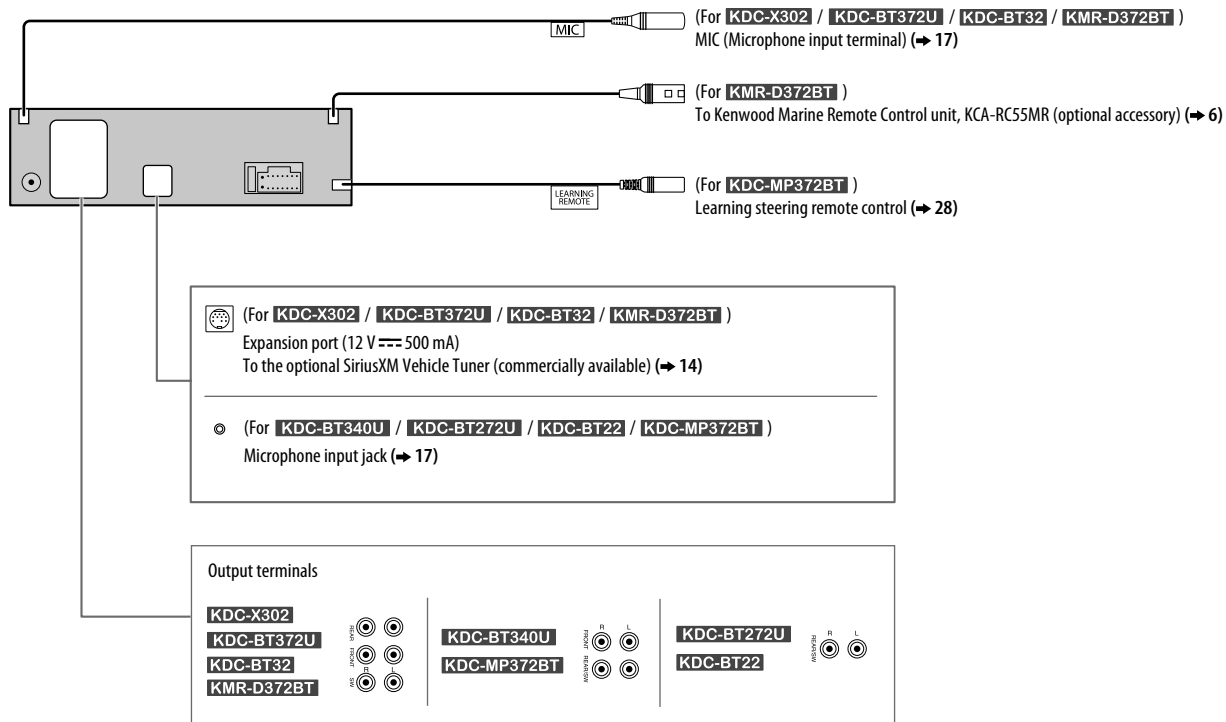 MIC
(For KDC-X302 / KDC-BT372U / KDC-BT32 / KMR-D372BT )
MIC (Microphone input terminal) (➜ 17)
(For KMR-D372BT )
To Kenwood Marine Remote Control unit, KCA-RC55MR (optional accessory) (➜ 6)
LEARNING
REMOTE
(For KDC-MP372BT )
Learning steering remote control (➜ 28)
(For KDC-X302 / KDC-BT372U / KDC-BT32 / KMR-D372BT )
Expansion port (12 V ⎓ 500 mA)
To the optional SiriusXM Vehicle Tuner (commercially available) (➜ 14)
(For KDC-BT340U / KDC-BT272U / KDC-BT22 / KDC-MP372BT )
Microphone input jack (➜ 17)
Output terminals
KDC-X302
KDC-BT372U
KDC-BT32
KMR-D372BT
REAR
FRONT
R L
SW
KDC-BT340U
KDC-MP372BT
R L
FRONT
REAR/SW
KDC-BT272U
KDC-BT22
R L
REAR/SW